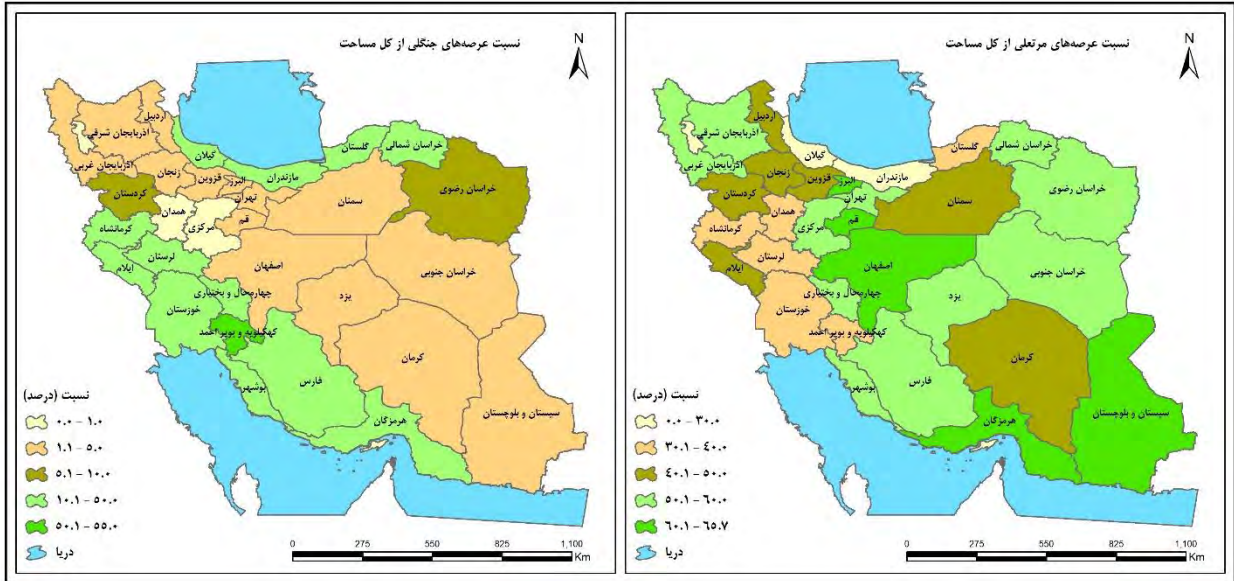 نسبت عرصه‌های جنگلی از کل مساحت
N
اردبیل
آذربایجان شرقی
آذربایجان غربی
گیلان
گلستان
خراسان شمالی
زنجان
قزوین
البرز
مازندران
تهران
سمنان
خراسان رضوی
کردستان
همدان
مرکزی
قم
کرمانشاه
لرستان
ایلام
اصفهان
خراسان جنوبی
چهارمحال و بختیاری
یزد
خوزستان
کهگیلویه و بویر احمد
کرمان
فارس
بوشهر
هرمزگان
سیستان و بلوچستان
نسبت (درصد)
۰.۰ - ۱.۰
۱.۱ - ۵.۰
۵.۱ - ۱۰.۰
۱۰.۱ - ۵۰.۰
۵۰.۱ - ۵۵.۰
دریا
0 275 550 825 1,100
Km
نسبت عرصه‌های مرتعلی از کل مساحت
N
اردبیل
آذربایجان شرقی
آذربایجان غربی
گیلان
گلستان
خراسان شمالی
زنجان
قزوین
البرز
مازندران
تهران
سمنان
خراسان رضوی
کردستان
همدان
مرکزی
قم
کرمانشاه
لرستان
ایلام
اصفهان
خراسان جنوبی
چهارمحال و بختیاری
یزد
خوزستان
کهگیلویه و بویر احمد
کرمان
فارس
بوشهر
هرمزگان
سیستان و بلوچستان
نسبت (درصد)
۰.۰ - ۳۰.۰
۳۰.۱ - ۴۰.۰
۴۰.۱ - ۵۰.۰
۵۰.۱ - ۶۰.۰
۶۰.۱ - ۶۵.۷
دریا
0 275 550 825 1,100
Km